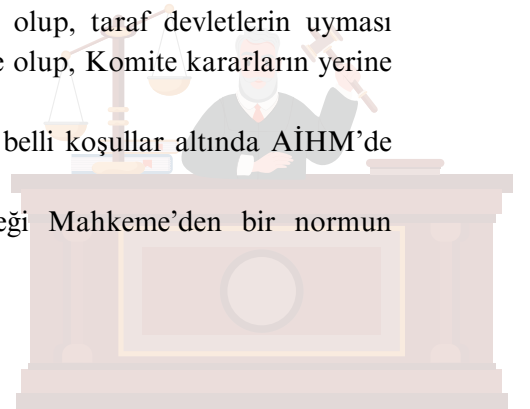 olup, taraf devletlerin uyması
e olup, Komite kararların yerine
belli koşullar altında AİHM’de
eği Mahkeme’den bir normun